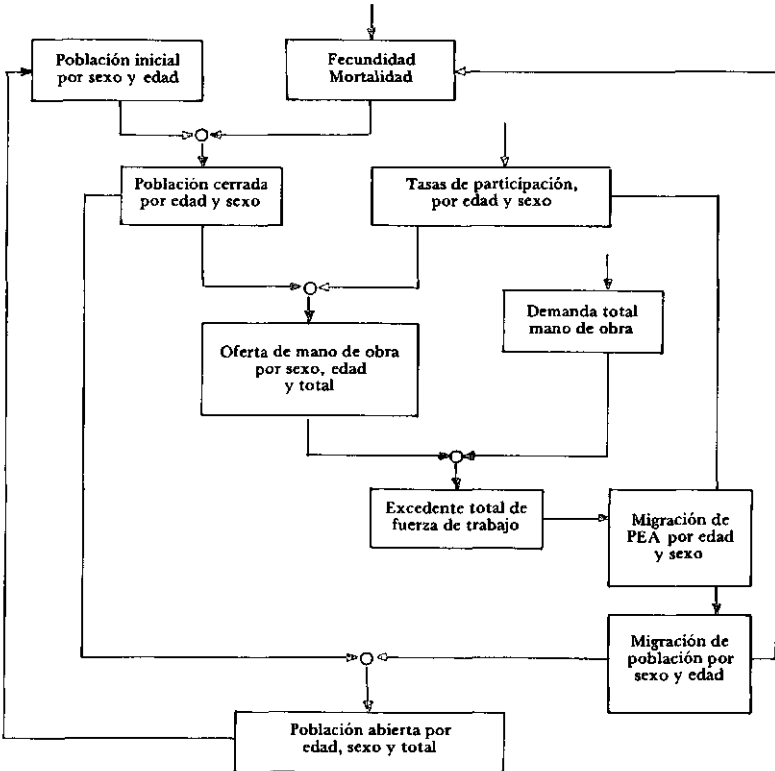 Población inicial
por sexo y edad
Fecundidad
Mortalidad
Población cerrada
por edad y sexo
Tasas de participación,
por edad y sexo
Demanda total
mano de obra
Oferta de mano de obra
por sexo, edad
y total
Excedente total de
fuerza de trabajo
Migración de
PEA por edad
y sexo
Migración de
población por
sexo y edad
Población abierta por
edad, sexo y total